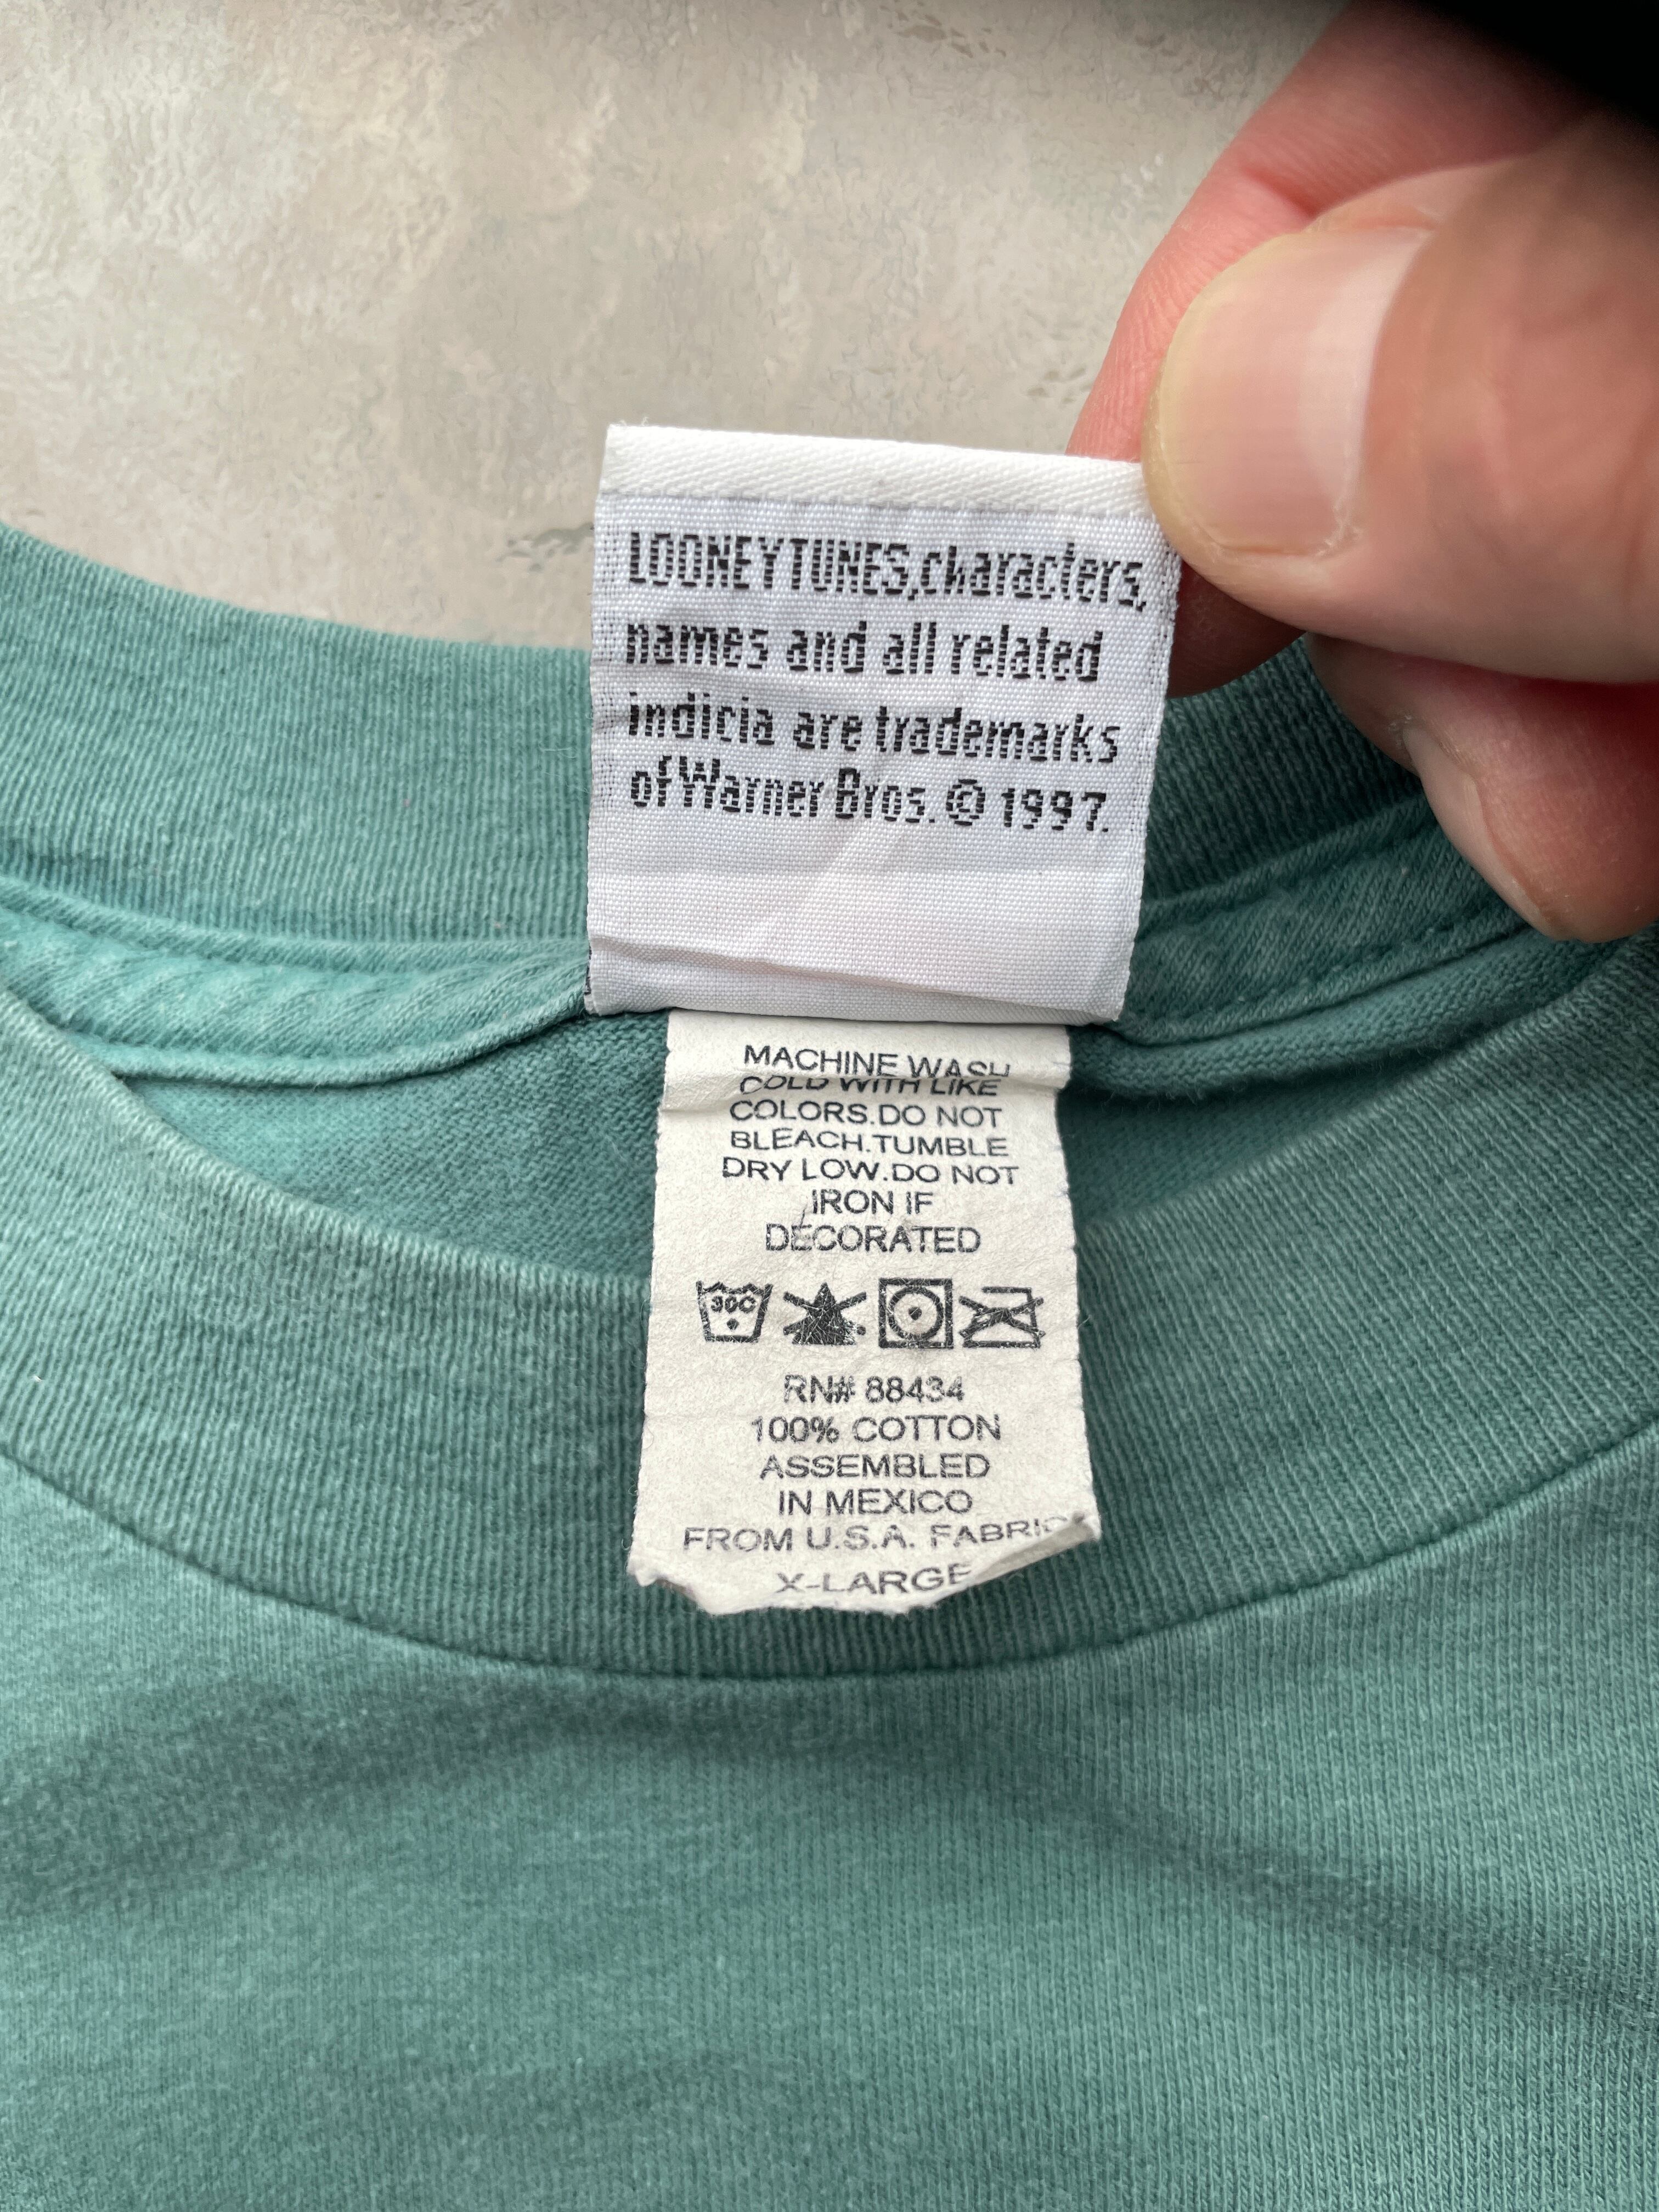 LOONEY TUNES, characters,
names and all related
indicia are trademarks
of Warner Bros. © 1997.
MACHINE WASH
COLD WITH LIKE
COLORS.DO NOT
BLEACH.TUMBLE
DRY LOW.DO NOT
IRON IF
DECORATED
30C
RN# 88434
100% COTTON
ASSEMBLED
IN MEXICO
FROM U.S.A. FABRIC
X-LARGE